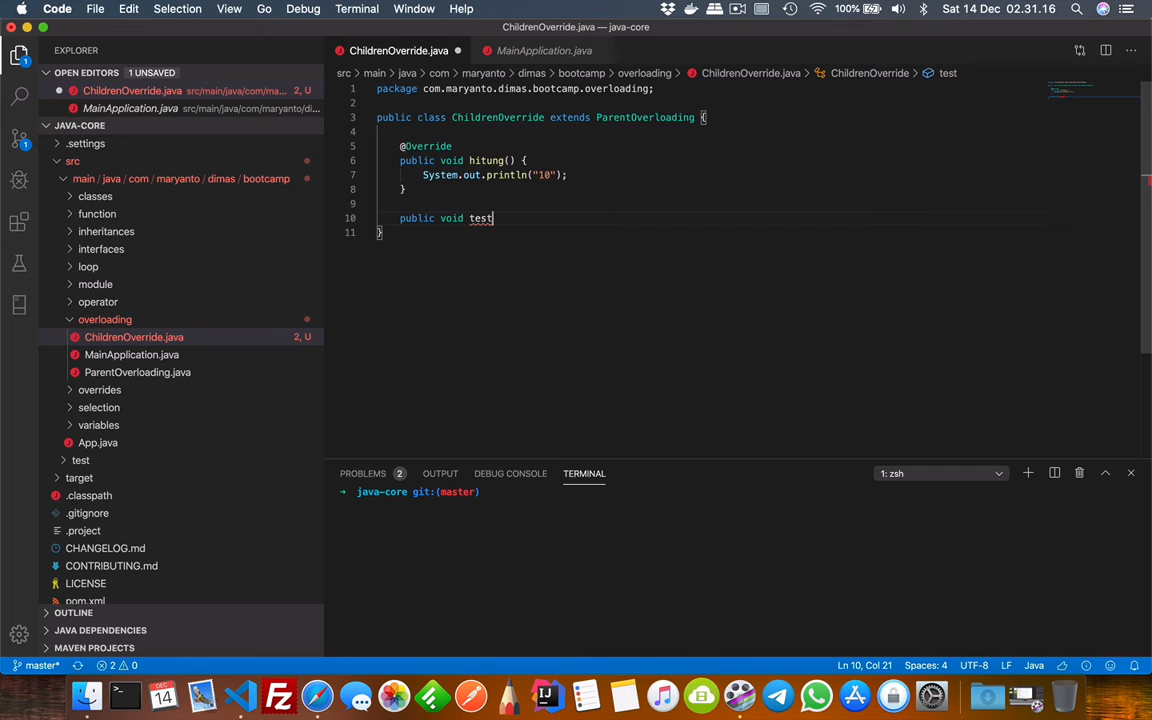 Code File Edit Selection View Go Debug Terminal Window Help 100% Sat 14 Dec 02.31.16
ChildrenOverride.java — java-core
EXPLORER
OPEN EDITORS 1 UNSAVED
ChildrenOverride.java src/main/java/com/ma... 2, U
MainApplication.java src/main/java/com/maryanto/di...
JAVA-CORE
.settings
src
main / java / com / maryanto / dimas / bootcamp
classes
function
inheritances
interfaces
loop
module
operator
overloading
ChildrenOverride.java 2, U
MainApplication.java
ParentOverloading.java
overrides
selection
variables
App.java
test
target
.classpath
.gitignore
.project
CHANGELOG.md
CONTRIBUTING.md
LICENSE
pom.xml
OUTLINE
JAVA DEPENDENCIES
MAVEN PROJECTS
ChildrenOverride.java MainApplication.java
src > main > java > com > maryanto > dimas > bootcamp > overloading > ChildrenOverride.java > ChildrenOverride > test
1 package com.maryanto.dimas.bootcamp.overloading;
2
3 public class ChildrenOverride extends ParentOverloading {
4
5 @Override
6 public void hitung() {
7 System.out.println("10");
8 }
9
10 public void test
11 }
PROBLEMS 2 OUTPUT DEBUG CONSOLE TERMINAL 1: zsh
→ java-core git:(master)
master* 2 0 Ln 10, Col 21 Spaces: 4 UTF-8 LF Java